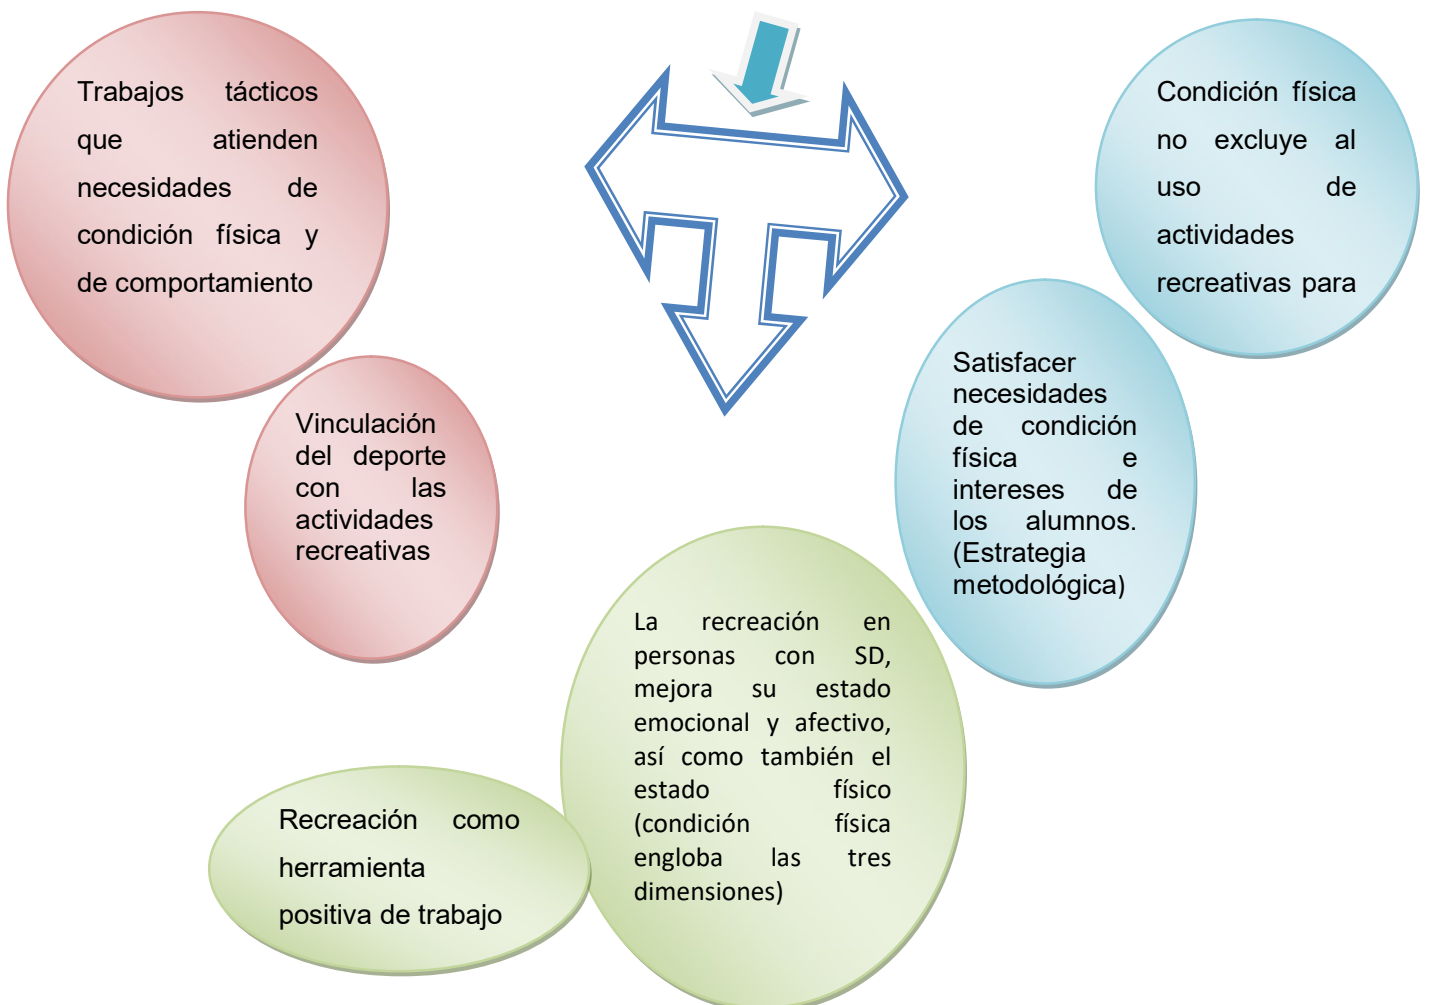 Trabajos tácticos
que atienden
necesidades de
condición física y
de comportamiento
Vinculación
del deporte
con las
actividades
recreativas
Condición física
no excluye al
uso de
actividades
recreativas para
Satisfacer
necesidades
de condición
física e
intereses de
los alumnos.
(Estrategia
metodológica)
La recreación en
personas con SD,
mejora su estado
emocional y afectivo,
así como también el
estado físico
(condición física
engloba las tres
dimensiones)
Recreación como
herramienta
positiva de trabajo